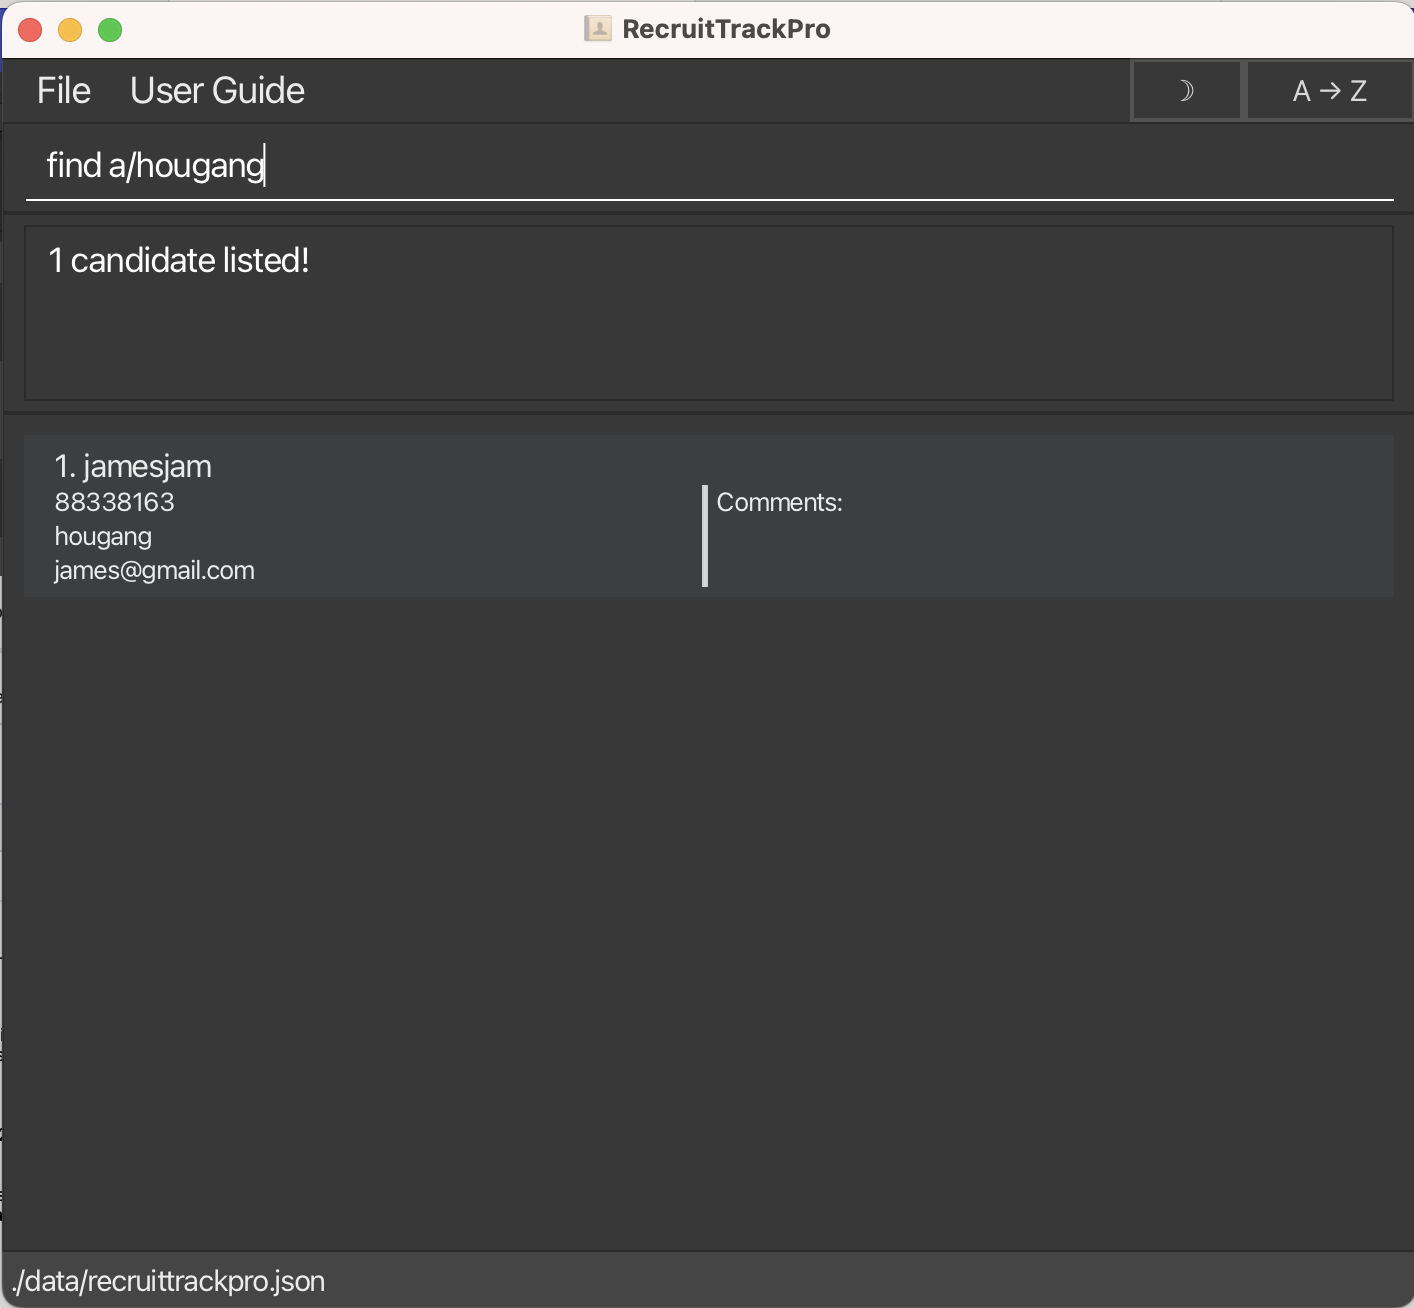 RecruitTrackPro
File User Guide
A → Z
find a/hougang
1 candidate listed!
1. jamesjam
88338163
hougang
james@gmail.com
Comments:
./data/recruittrackpro.json